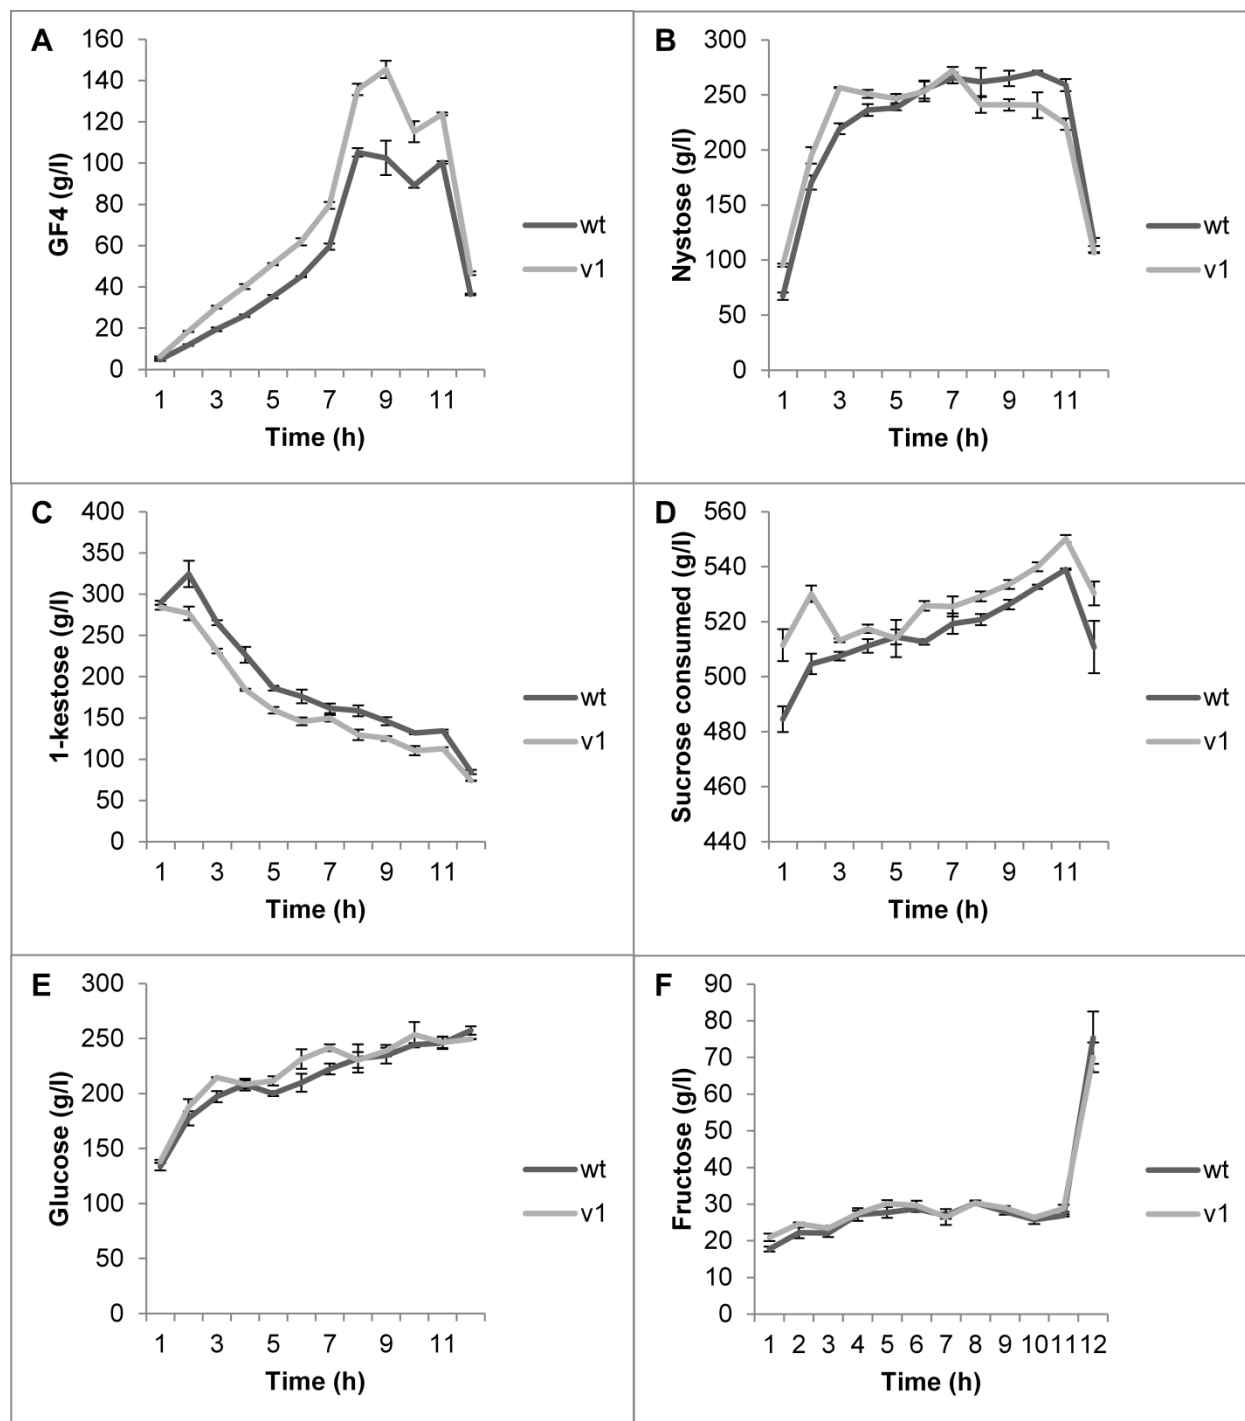 A
GF4 (g/l)
160
140
120
100
80
60
40
20
0
1 3 5 7 9 11
Time (h)
wt
v1
B
Nystose (g/l)
300
250
200
150
100
50
0
1 3 5 7 9 11
Time (h)
wt
v1
C
1-kestose (g/l)
400
350
300
250
200
150
100
50
0
1 3 5 7 9 11
Time (h)
wt
v1
D
Sucrose consumed (g/l)
560
540
520
500
480
460
440
1 3 5 7 9 11
Time (h)
wt
v1
E
Glucose (g/l)
300
250
200
150
100
50
0
1 3 5 7 9 11
Time (h)
wt
v1
F
Fructose (g/l)
90
80
70
60
50
40
30
20
10
0
1 2 3 4 5 6 7 8 9 10 11 12
Time (h)
wt
v1